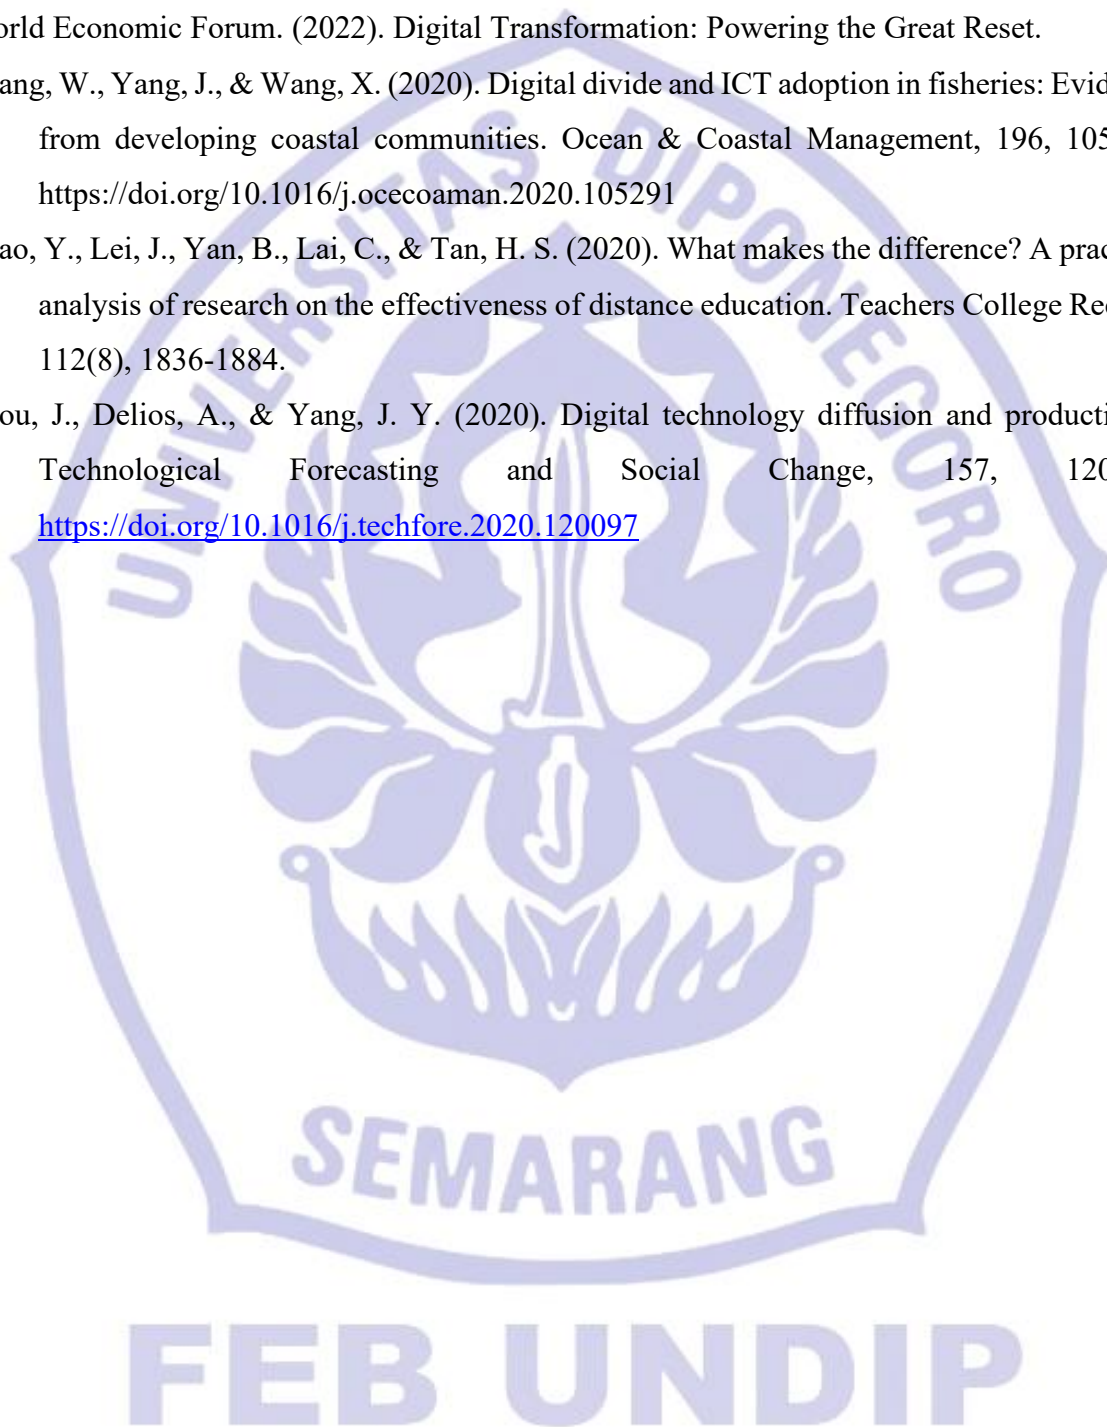 orld Economic Forum. (2022). Digital Transformation: Powering the Great Reset.
ang, W., Yang, J., & Wang, X. (2020). Digital divide and ICT adoption in fisheries: Evid
from developing coastal communities. Ocean & Coastal Management, 196, 105
https://doi.org/10.1016/j.ocecoaman.2020.105291
ao, Y., Lei, J., Yan, B., Lai, C., & Tan, H. S. (2020). What makes the difference? A prac
analysis of research on the effectiveness of distance education. Teachers College Re
112(8), 1836-1884.
ou, J., Delios, A., & Yang, J. Y. (2020). Digital technology diffusion and producti
Technological Forecasting and Social Change, 157, 120
https://doi.org/10.1016/j.techfore.2020.120097
UNIVERSITAS DIPONEGORO
SEMARANG
FEB UNDIP